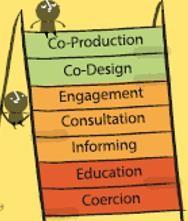 Co-Production
Co-Design
Engagement
Consultation
Informing
Education
Coercion